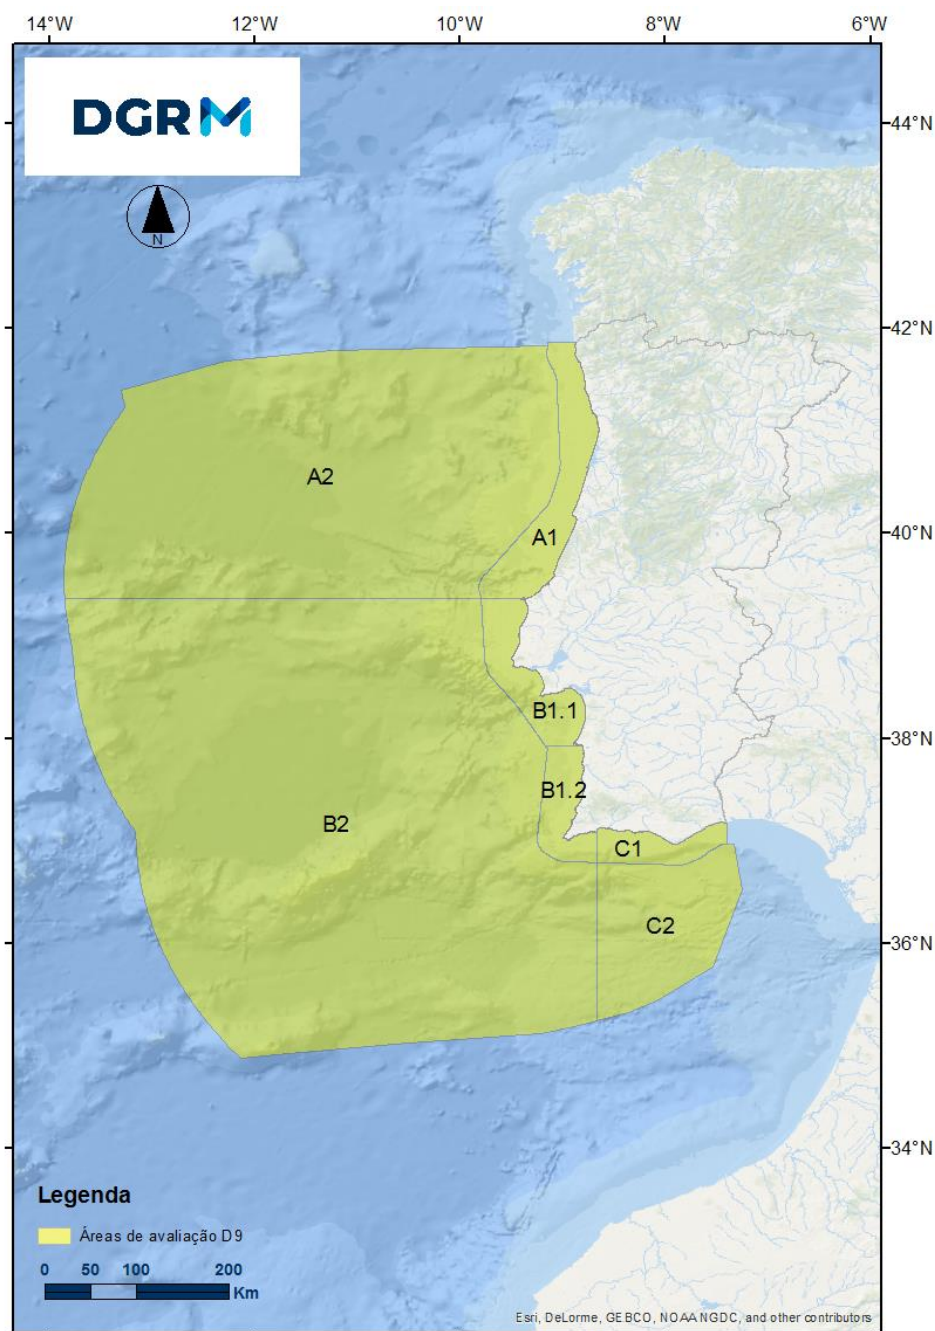 14°W 12°W 10°W 8°W 6°W
DGRM
44°N
N
42°N
A2
A1
40°N
B1.1
38°N
B1.2
B2
C1
C2
36°N
34°N
Legenda
Áreas de avaliação D9
0 50 100 200
Km
Esri, DeLorme, GEBCO, NOAA NGDC, and other contributors